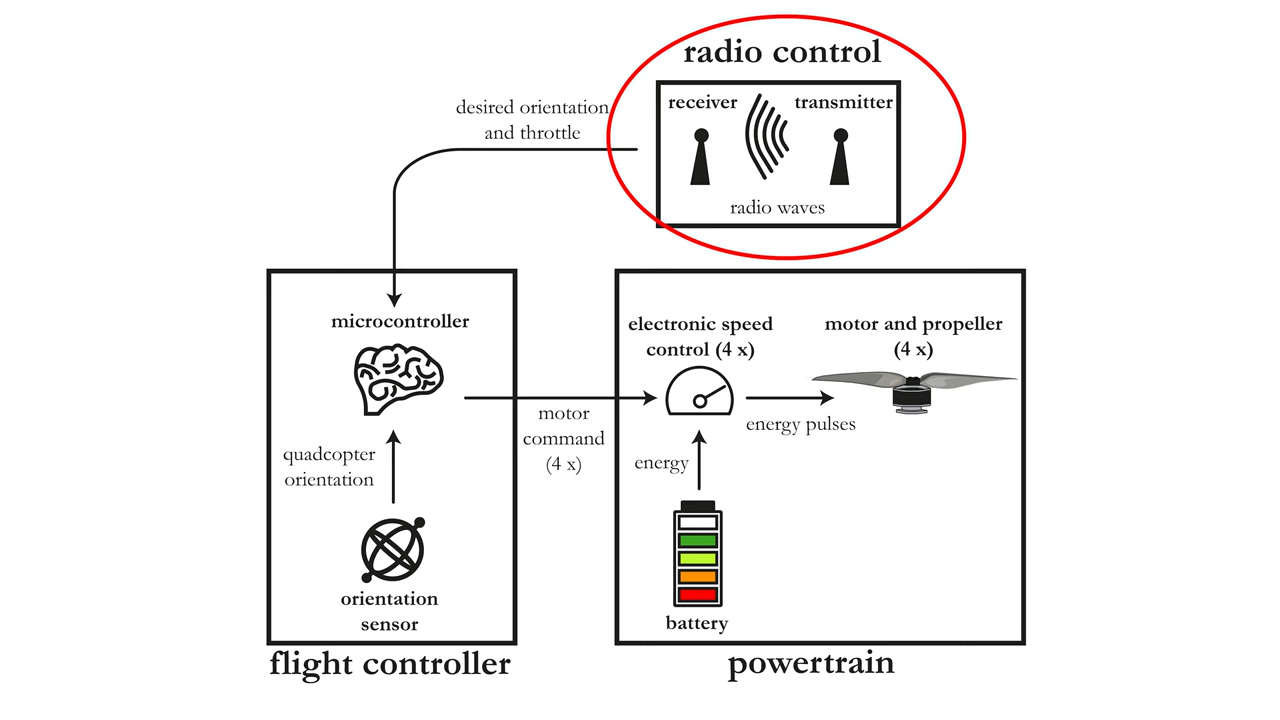 radio control
receiver
transmitter
radio waves
desired orientation
and throttle
microcontroller
quadcopter
orientation
orientation
sensor
flight controller
motor
command
(4 x)
electronic speed
control (4 x)
motor and propeller
(4 x)
energy pulses
energy
battery
powertrain